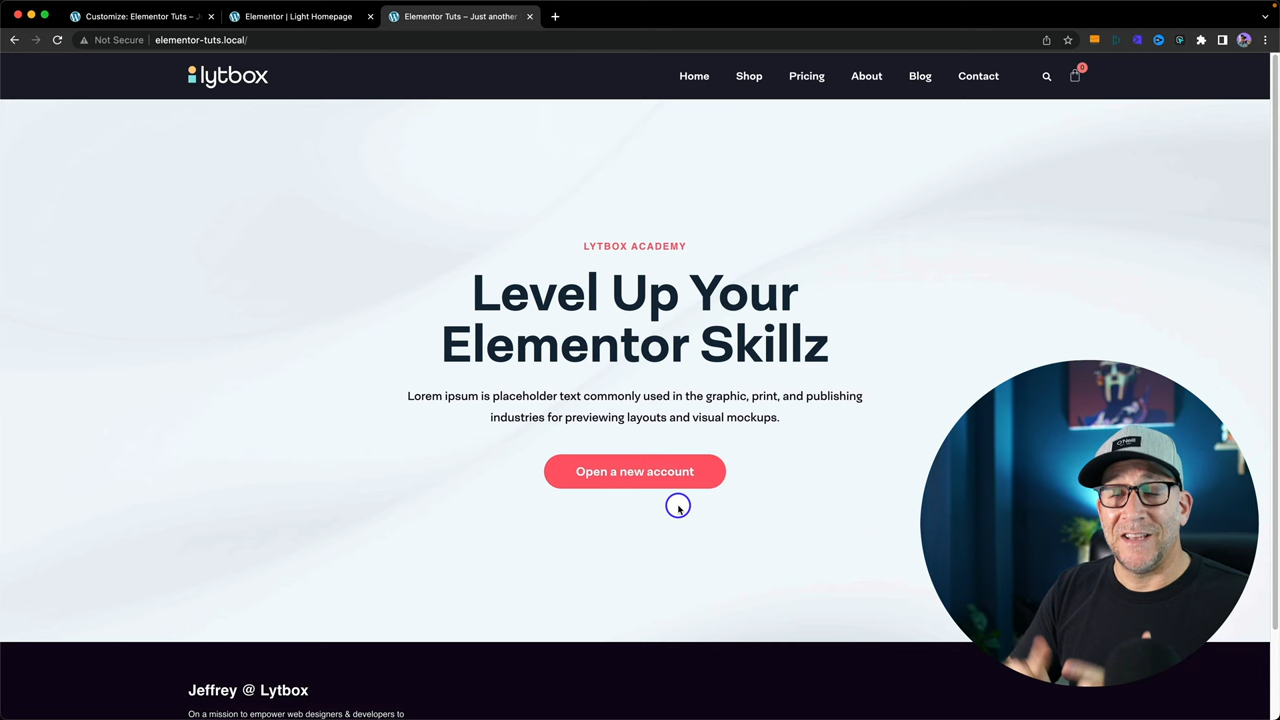 Customize: Elementor Tuts – J
Elementor | Light Homepage
Elementor Tuts – Just another
Not Secure
elementor-tuts.local/
lytbox
Home
Shop
Pricing
About
Blog
Contact
0
LYTBOX ACADEMY
Level Up Your
Elementor Skillz
Lorem ipsum is placeholder text commonly used in the graphic, print, and publishing
industries for previewing layouts and visual mockups.
Open a new account
O'Neill
Jeffrey @ Lytbox
On a mission to empower web designers & developers to